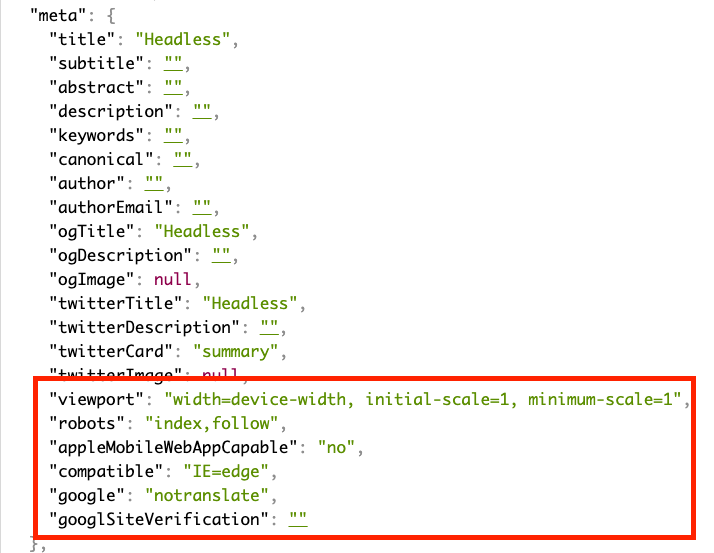 "meta": {
"title": "Headless",
"subtitle": "",
"abstract": "",
"description": "",
"keywords": "",
"canonical": "",
"author": "",
"authorEmail": "",
"ogTitle": "Headless",
"ogDescription": "",
"ogImage": null,
"twitterTitle": "Headless",
"twitterDescription": "",
"twitterCard": "summary",
"twitterImage": null,
"viewport": "width=device-width, initial-scale=1, minimum-scale=1",
"robots": "index,follow",
"appleMobileWebAppCapable": "no",
"compatible": "IE=edge",
"google": "notranslate",
"googlSiteVerification": ""
},